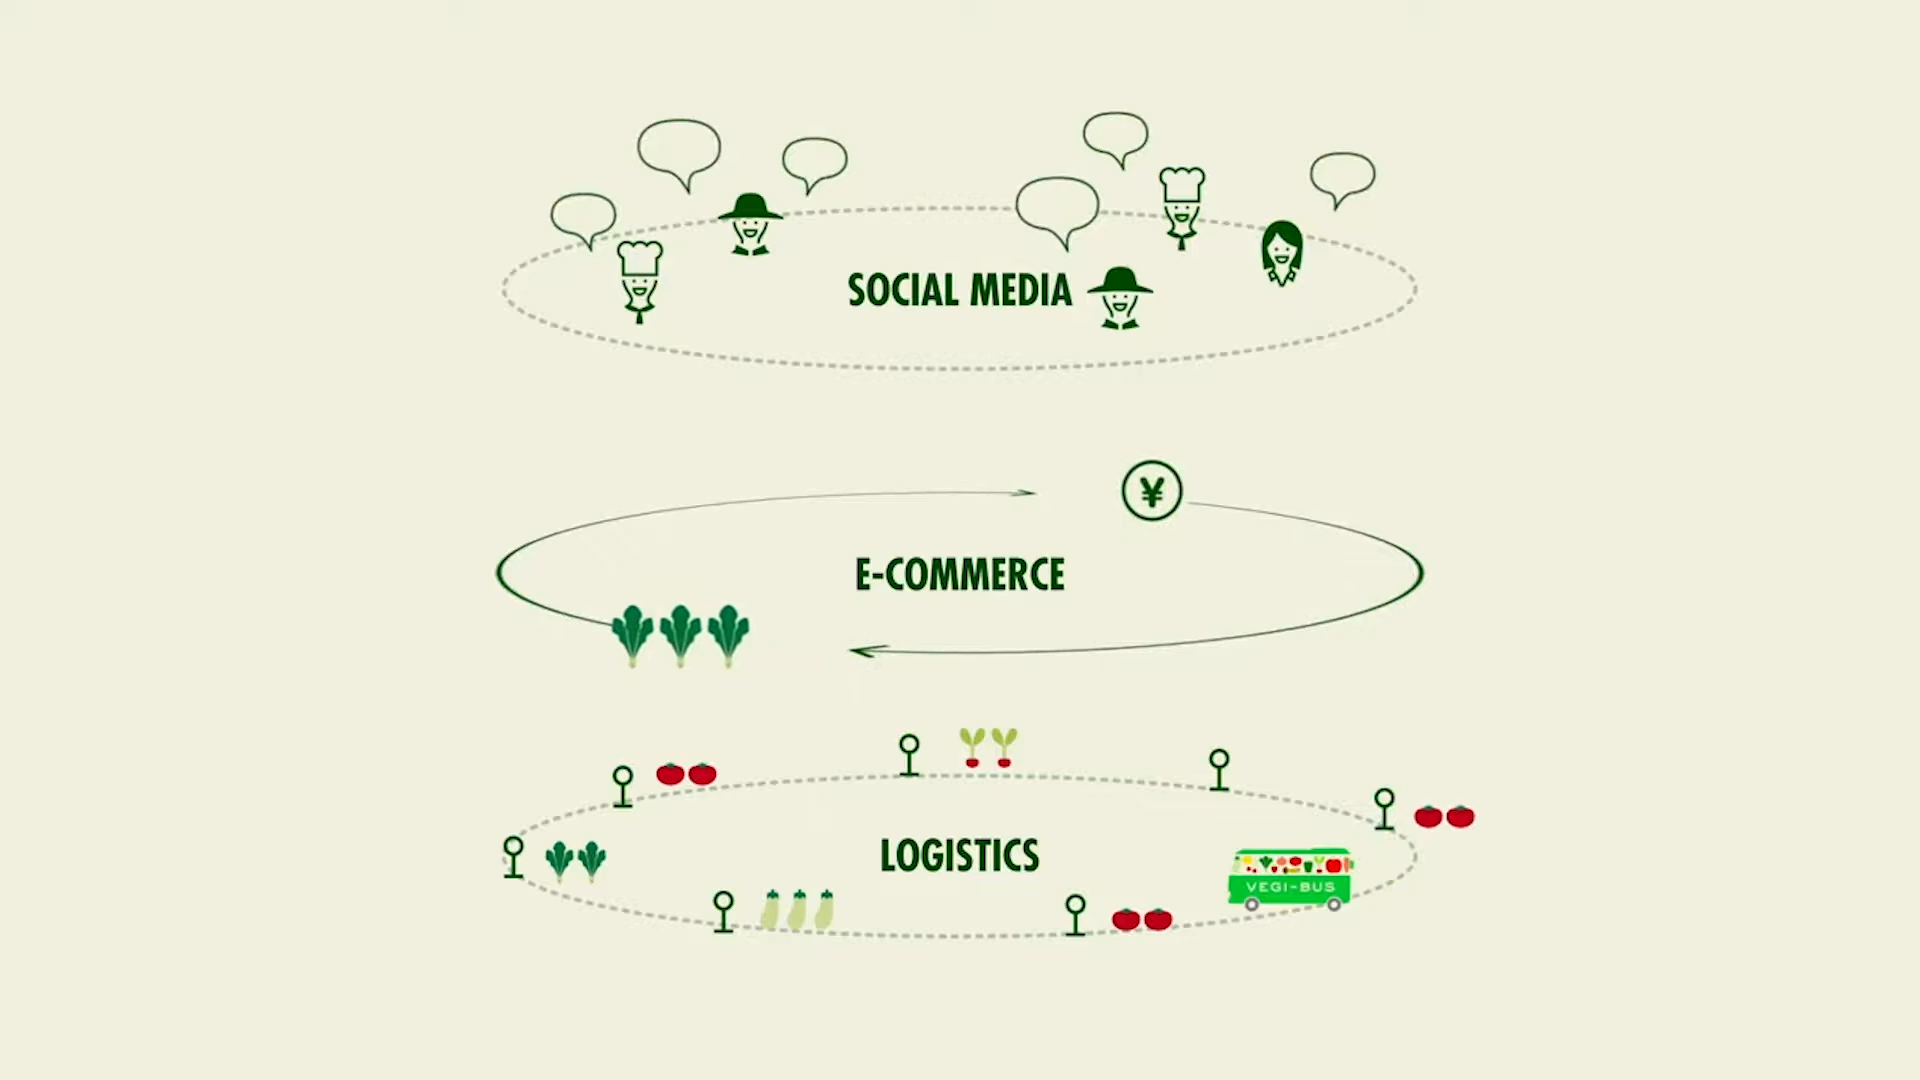 SOCIAL MEDIA
¥
E-COMMERCE
LOGISTICS
VEGI-BUS